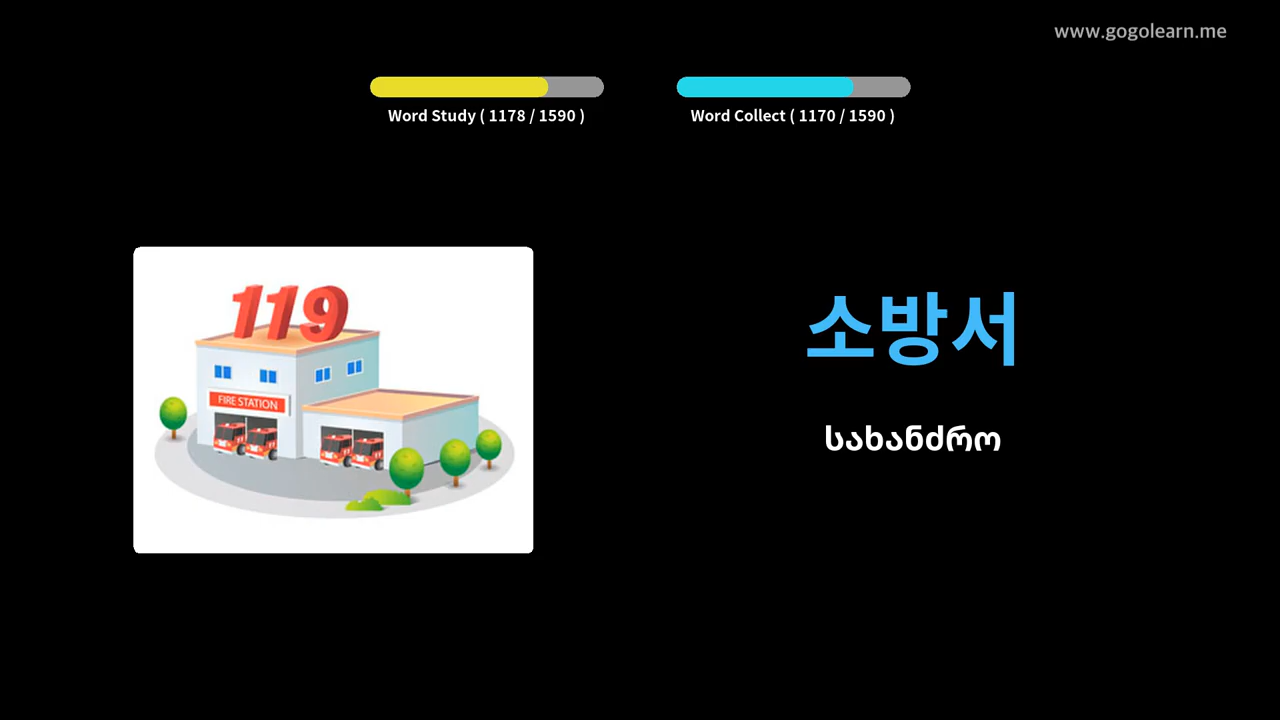 www.gogolearn.me
Word Study ( 1178 / 1590 )
Word Collect ( 1170 / 1590 )
119
FIRE STATION
소방서
სახანძრო